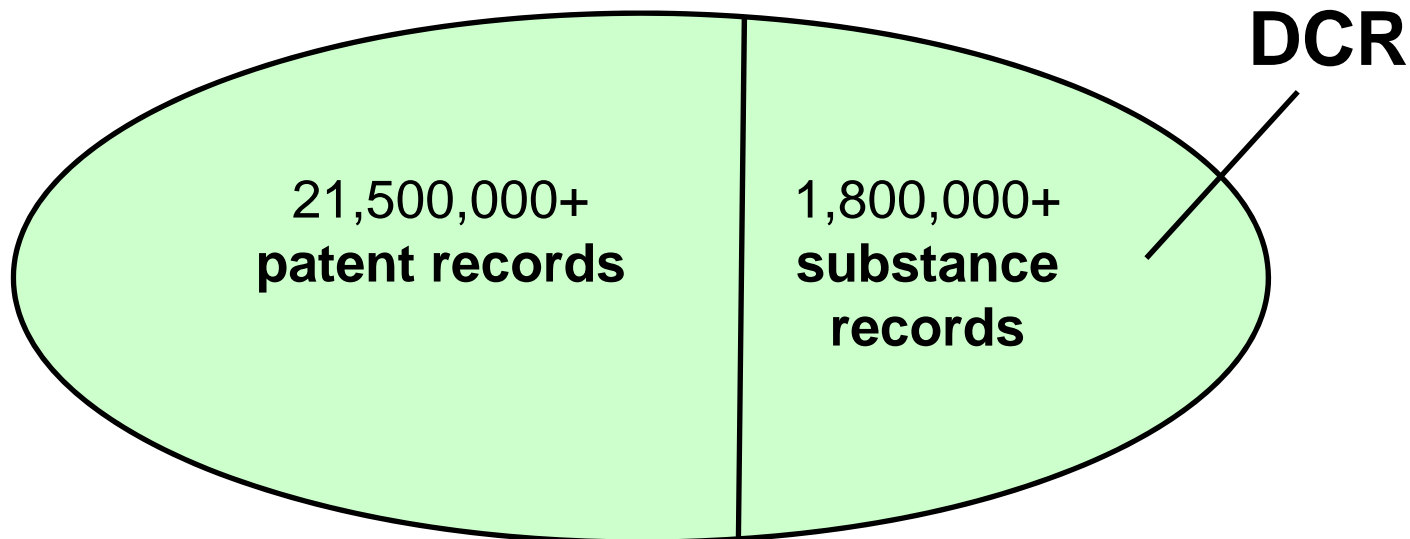 DCR
21,500,000+
patent records
1,800,000+
substance
records